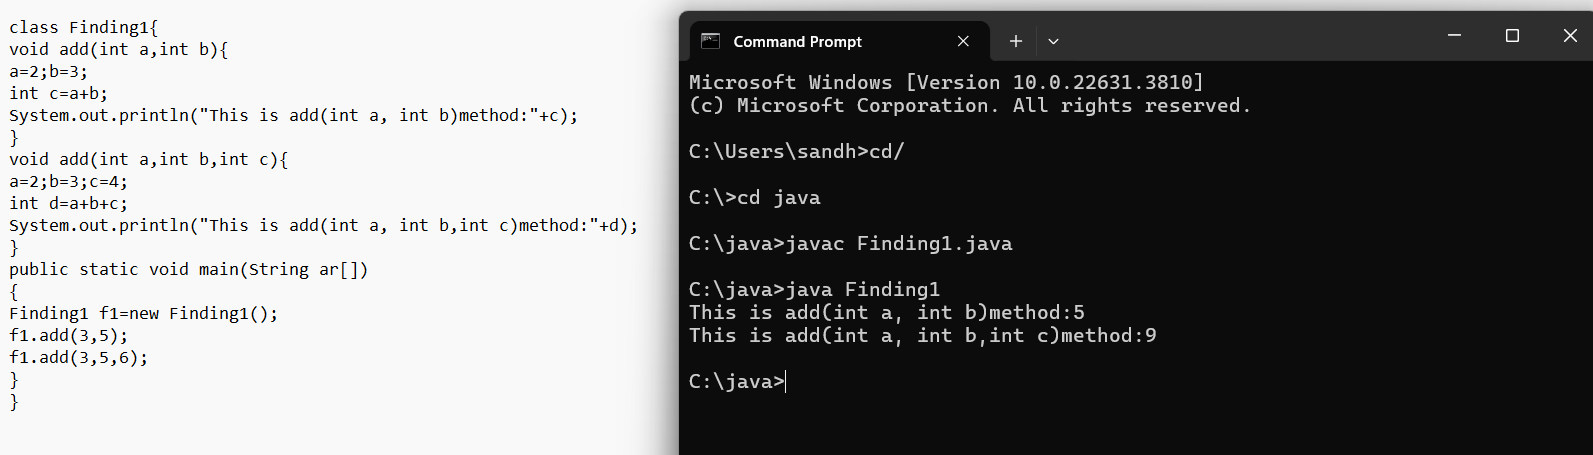 class Finding1{
void add(int a,int b){
a=2;b=3;
int c=a+b;
System.out.println("This is add(int a, int b)method:"+c);
}
void add(int a,int b,int c){
a=2;b=3;c=4;
int d=a+b+c;
System.out.println("This is add(int a, int b,int c)method:"+d);
}
public static void main(String ar[])
{
Finding1 f1=new Finding1();
f1.add(3,5);
f1.add(3,5,6);
}
}
Command Prompt
Microsoft Windows [Version 10.0.22631.3810]
(c) Microsoft Corporation. All rights reserved.
C:\Users\sandh>cd/
C:\>cd java
C:\java>javac Finding1.java
C:\java>java Finding1
This is add(int a, int b)method:5
This is add(int a, int b,int c)method:9
C:\java>